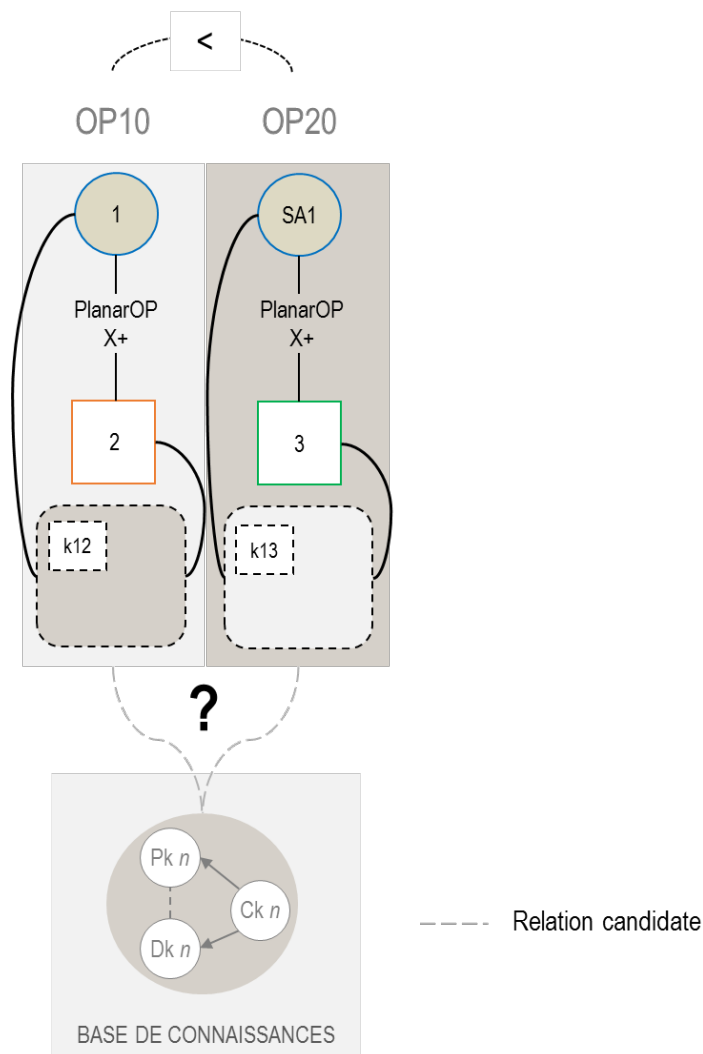 <
OP10
OP20
1
SA1
PlanarOP
X+
PlanarOP
X+
2
3
k12
k13
?
Pk n
Ck n
Dk n
Relation candidate
BASE DE CONNAISSANCES